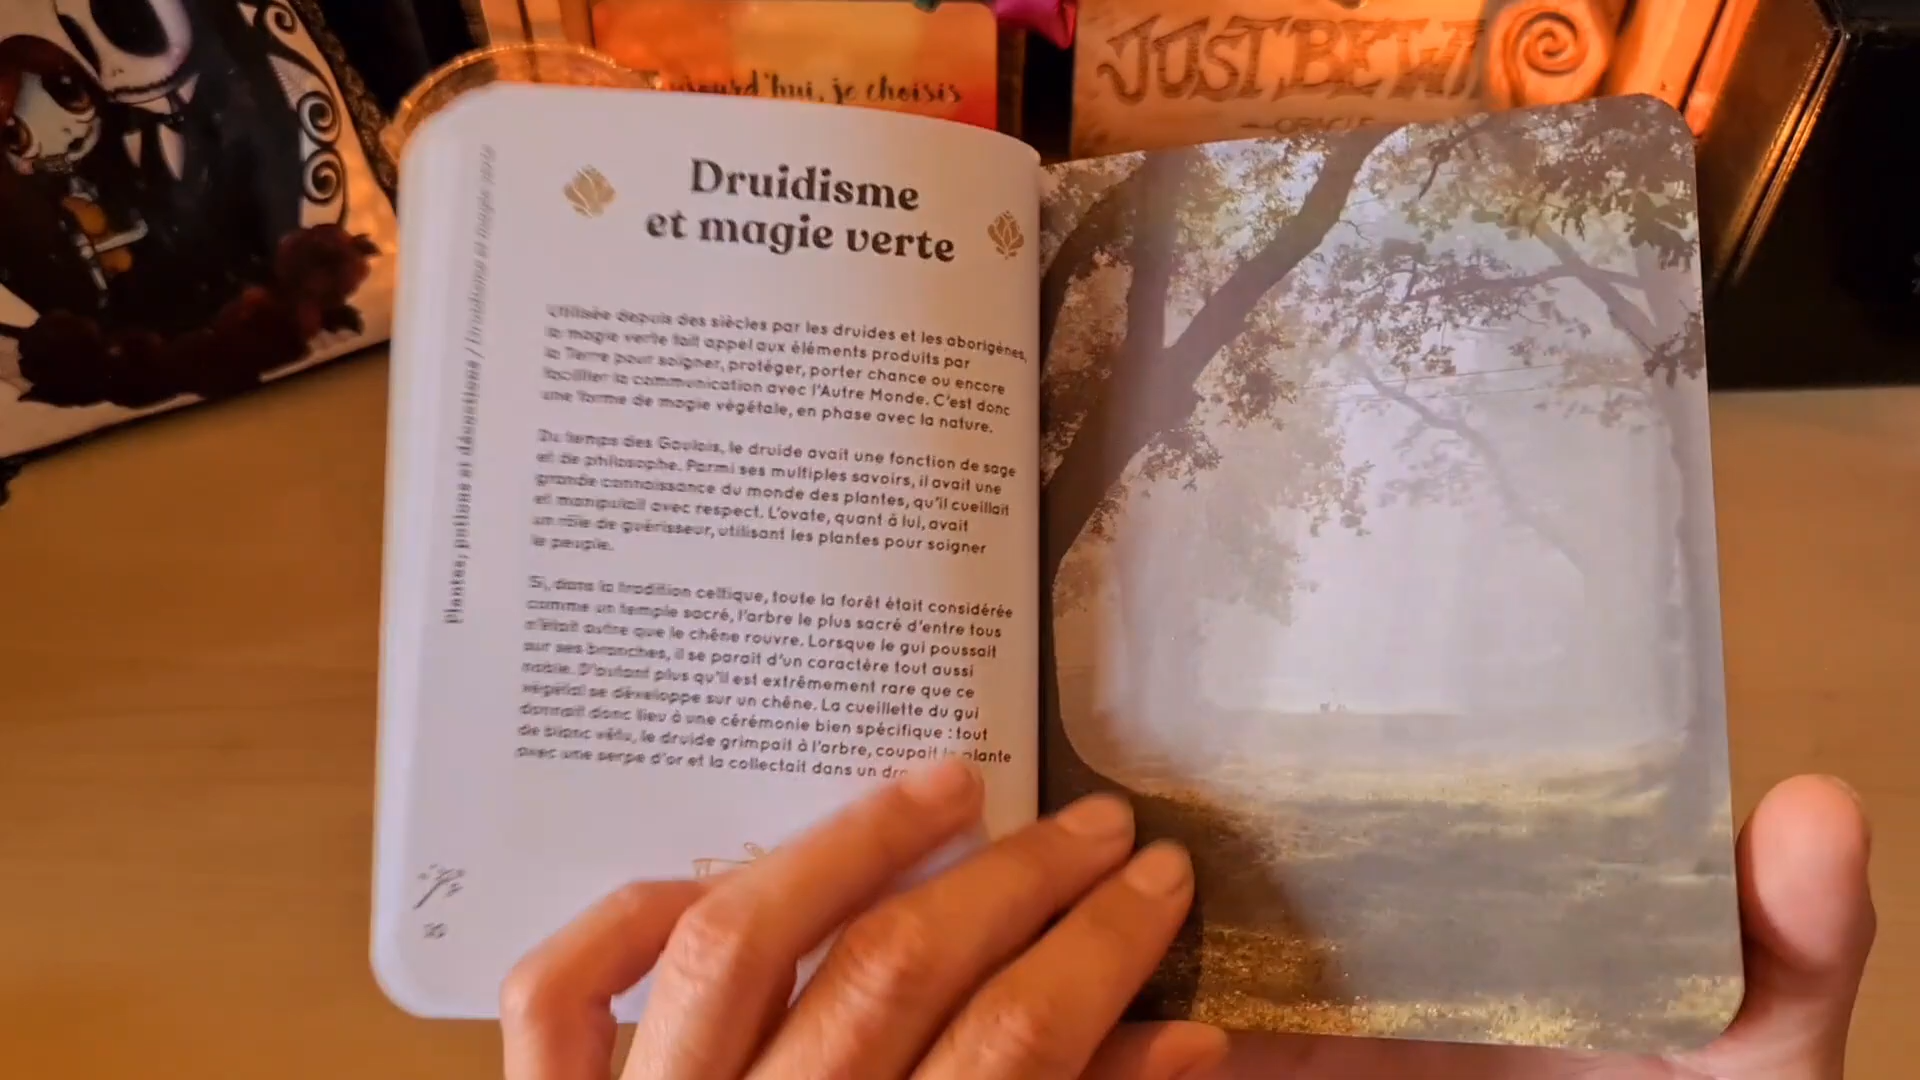 je choisis
JUST BE WI
ORACLE
Plantes, potions et dévotions / Druidisme et magie verte
Druidisme
et magie verte
Utilisée depuis des siècles par les druides et les aborigènes,
la magie verte fait appel aux éléments produits par
la Terre pour soigner, protéger, porter chance ou encore
faciliter la communication avec l'Autre Monde. C'est donc
une forme de magie végétale, en phase avec la nature.
Du temps des Gaulois, le druide avait une fonction de sage
et de philosophe. Parmi ses multiples savoirs, il avait une
grande connaissance du monde des plantes, qu'il cueillait
et manipulait avec respect. L'ovate, quant à lui, avait
un rôle de guérisseur, utilisant les plantes pour soigner
le peuple.
Si, dans la tradition celtique, toute la forêt était considérée
comme un temple sacré, l'arbre le plus sacré d'entre tous
n'était autre que le chêne rouvre. Lorsque le gui poussait
sur ses branches, il se parait d'un caractère tout aussi
noble. D'autant plus qu'il est extrêmement rare que ce
végétal se développe sur un chêne. La cueillette du gui
donnait donc lieu à une cérémonie bien spécifique : tout
de blanc vêtu, le druide grimpait à l'arbre, coupait la plante
avec une serpe d'or et la collectait dans un